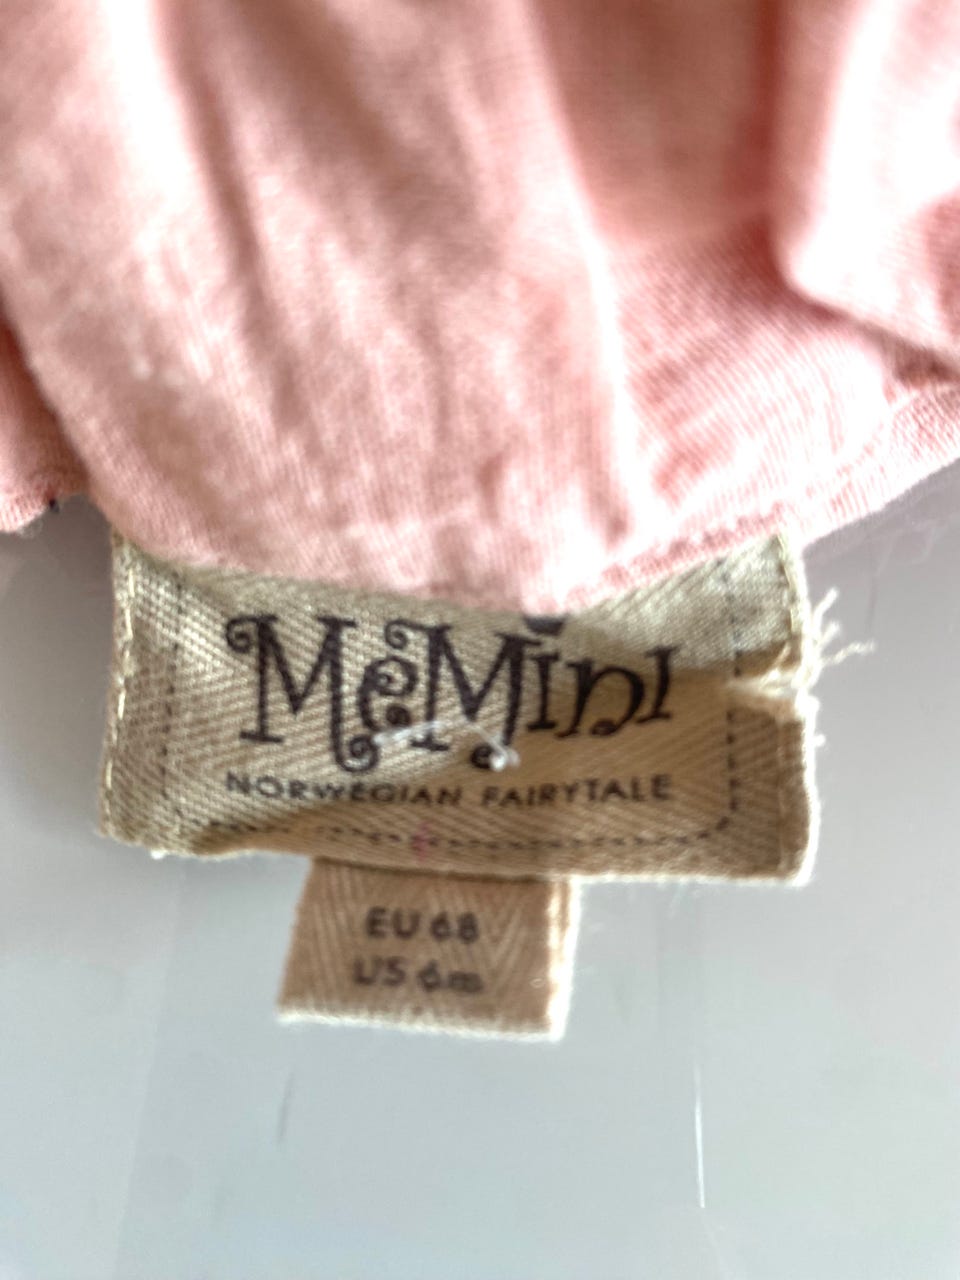 MeMini
NORWEGIAN FAIRYTALE
EU 68
US 6m